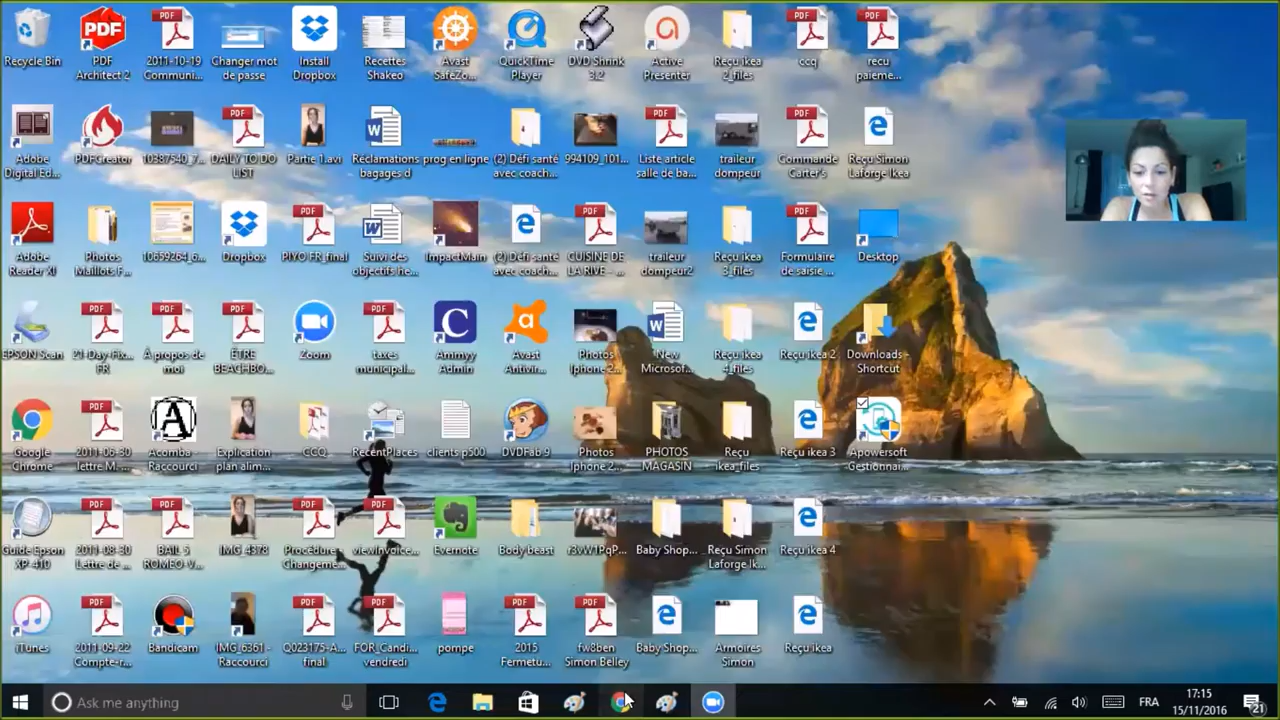 Recycle Bin
PDF
Architect 2
2011-10-19
Communi...
Changer mot
de passe
Install
Dropbox
Recettes
Shakeo
Avast
SafeZo...
QuickTime
Player
DVD Shrink
3.2
Active
Presenter
Reçu ikea
2_files
ccq
recu
paieme...
Adobe
Digital Ed...
PDFCreator
10387540_7...
DAILY TO DO
LIST
Partie 1.avi
Réclamations
bagages d
prog en ligne
(2) Défi santé
avec coach...
994109_101...
Liste article
salle de ba...
traileur
dompeur
Commande
Carter's
Reçu Simon
Laforge Ikea
Adobe
Reader XI
Photos
Maillots F...
10659264_6...
Dropbox
PIYO FR_final
Suivi des
objectifs he...
ImpactMain
(2) Défi santé
avec coach...
CUISINE DE
LA RIVE - ...
traileur
dompeur2
Reçu ikea
3_files
Formulaire
de saisie ...
Desktop
EPSON Scan
21-Day-Fix...
FR
À propos de
moi
ÊTRE
BEACHBO...
Zoom
taxes
municipal...
Ammyy
Admin
Avast
Antivir...
Photos
Iphone 2...
New
Microsof...
Reçu ikea
4_files
Reçu ikea 2
Downloads -
Shortcut
Google
Chrome
2011-06-30
lettre M. ...
Acomba -
Raccourci
Explication
plan alim...
CCQ
RecentPlaces
clients p500
DVDFab 9
Photos
Iphone 2...
PHOTOS
MAGASIN
Reçu
ikea_files
Reçu ikea 3
Apowersoft
Gestionnai...
Guide Epson
XP-410
2011-08-30
Lettre de ...
BAIL 5
ROMEO-V...
IMG_4378
Procédure-
Changeme...
viewInvoice...
Evernote
Body beast
r3vW1PqP...
Baby Shop...
Reçu Simon
Laforge Ik...
Reçu ikea 4
iTunes
2011-09-22
Compte-r...
Bandicam
IMG_6361 -
Raccourci
Q023175-A...
final
FOR_Candi...
vendredi
pompe
2015
Fermetu...
fw8ben
Simon Belley
Baby Shop...
Armoires
Simon
Reçu ikea
Ask me anything
FRA
17:15
15/11/2016
21